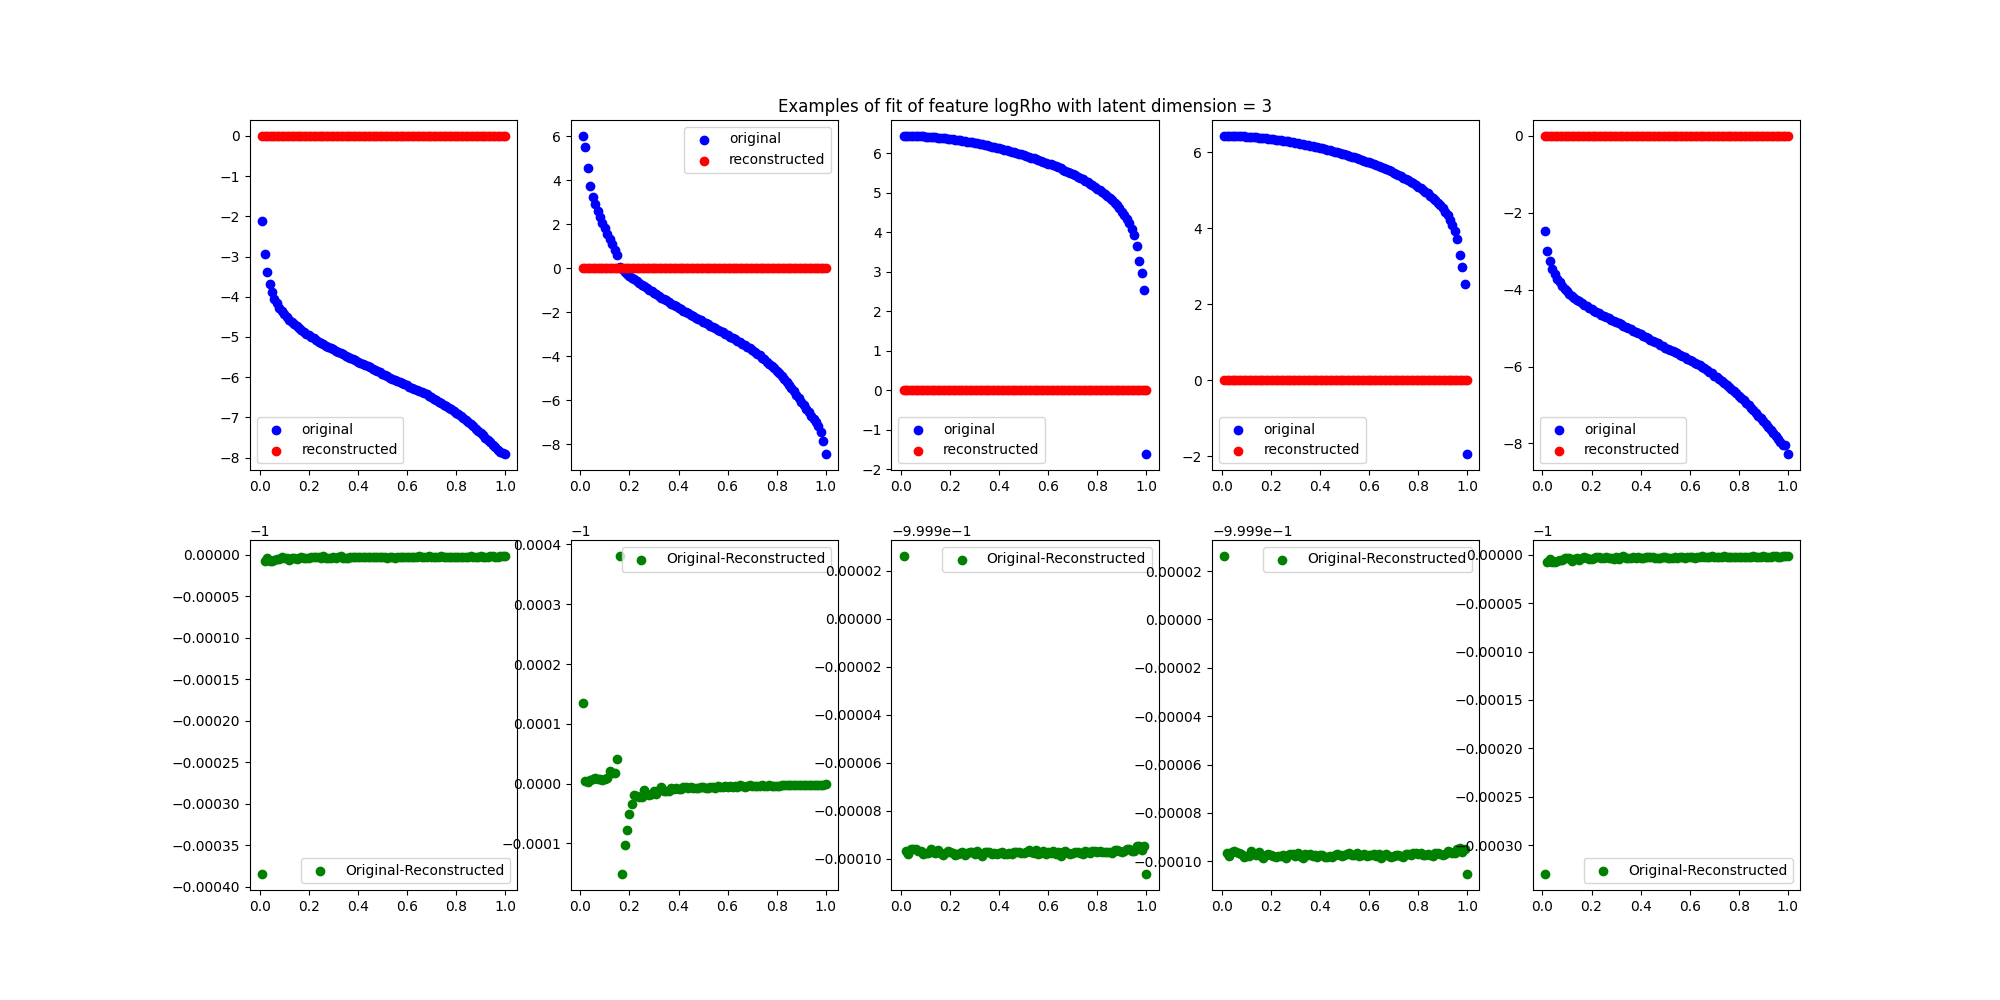 Examples of fit of feature logRho with latent dimension = 3
0
−1
−2
−3
−4
−5
−6
−7
−8
0.0 0.2 0.4 0.6 0.8 1.0
original
reconstructed
6
4
2
0
−2
−4
−6
−8
0.0 0.2 0.4 0.6 0.8 1.0
original
reconstructed
6
5
4
3
2
1
0
−1
−2
0.0 0.2 0.4 0.6 0.8 1.0
original
reconstructed
6
4
2
0
−2
0.0 0.2 0.4 0.6 0.8 1.0
original
reconstructed
0
−2
−4
−6
−8
0.0 0.2 0.4 0.6 0.8 1.0
original
reconstructed
−1
0.00000
−0.00005
−0.00010
−0.00015
−0.00020
−0.00025
−0.00030
−0.00035
−0.00040
0.0 0.2 0.4 0.6 0.8 1.0
Original-Reconstructed
−1
0.0004
0.0003
0.0002
0.0001
0.0000
−0.0001
0.0 0.2 0.4 0.6 0.8 1.0
Original-Reconstructed
−9.999e−1
0.00002
0.00000
−0.00002
−0.00004
−0.00006
−0.00008
−0.00010
0.0 0.2 0.4 0.6 0.8 1.0
Original-Reconstructed
−9.999e−1
0.00002
0.00000
−0.00002
−0.00004
−0.00006
−0.00008
−0.00010
0.0 0.2 0.4 0.6 0.8 1.0
Original-Reconstructed
−1
0.00000
−0.00005
−0.00010
−0.00015
−0.00020
−0.00025
−0.00030
0.0 0.2 0.4 0.6 0.8 1.0
Original-Reconstructed